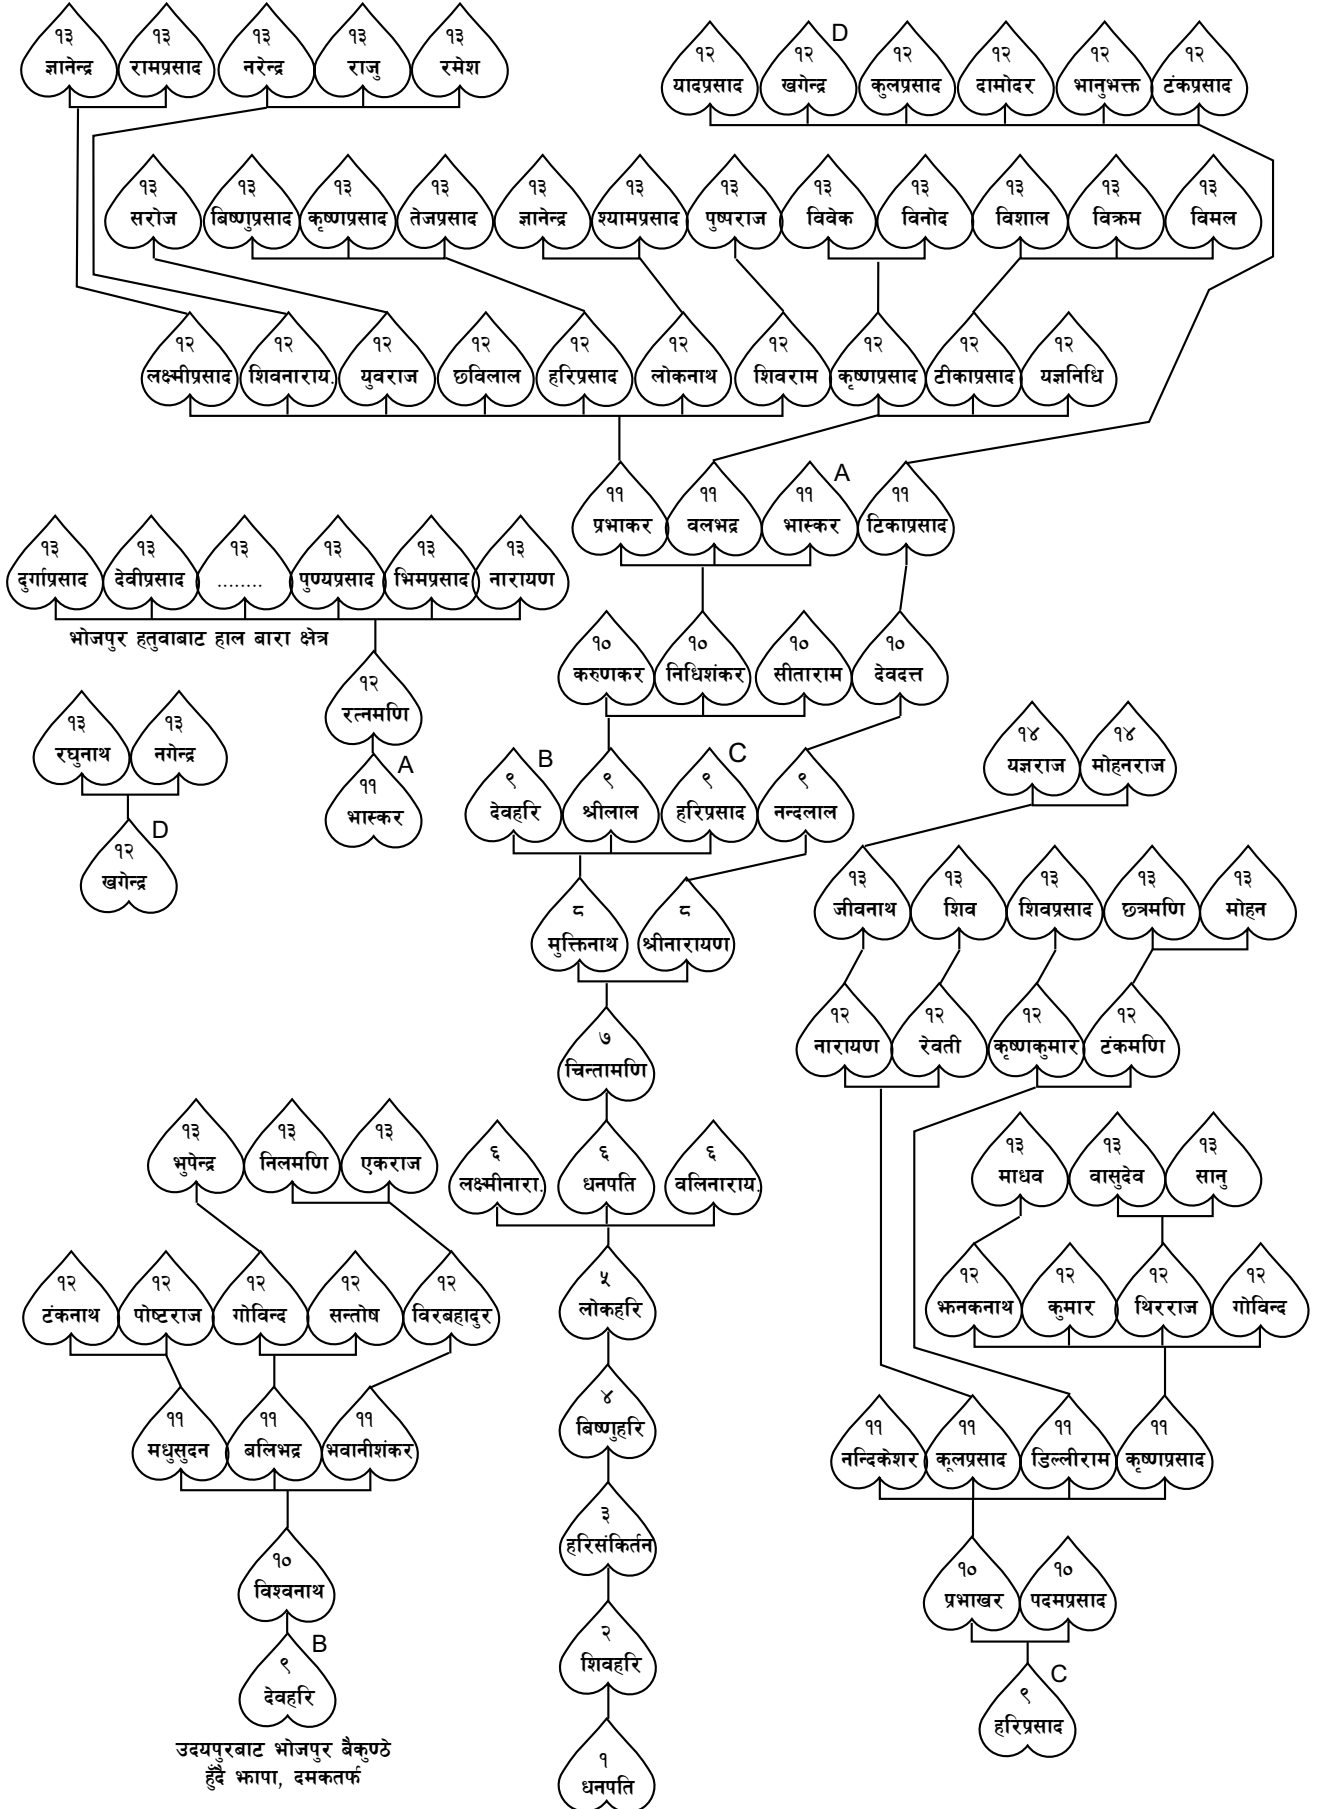 १३ १३ १३ १३ १३
ज्ञानेन्द्र रामप्रसाद नरेन्द्र राजु रमेश
D
१२ १२ १२ १२ १२ १२
यादप्रसाद खगेन्द्र कुलप्रसाद दामोदर भानुभक्त टंकप्रसाद
१३ १३ १३ १३ १३ १३ १३ १३ १३ १३ १३ १३
सरोज बिष्णुप्रसाद कृष्णप्रसाद तेजप्रसाद ज्ञानेन्द्र श्यामप्रसाद पुष्पराज विवेक विनोद विशाल विक्रम विमल
१२ १२ १२ १२ १२ १२ १२ १२ १२ १२
लक्ष्मीप्रसाद शिवनाराय. युवराज छविलाल हरिप्रसाद लोकनाथ शिवराम कृष्णप्रसाद टीकाप्रसाद यज्ञनिधि
A
११ ११ ११ ११
प्रभाकर वलभद्र भास्कर टिकाप्रसाद
१३ १३ १३ १३ १३ १३
दुर्गाप्रसाद देवीप्रसाद ........ पुण्यप्रसाद भिमप्रसाद नारायण
भोजपुर हतुवाबाट हाल बारा क्षेत्र
१० १० १० १०
करुणकर निधिशंकर सीताराम देवदत्त
१२
रत्नमणि
A
११
भास्कर
१३ १३
रघुनाथ नगेन्द्र
D
१२
खगेन्द्र
B C
९ ९ ९ ९
देवहरि श्रीलाल हरिप्रसाद नन्दलाल
१४ १४
यज्ञराज मोहनराज
८ ८
मुक्तिनाथ श्रीनारायण
१३ १३ १३ १३ १३
जीवनाथ शिव शिवप्रसाद छत्रमणि मोहन
७
चिन्तामणि
१२ १२ १२ १२
नारायण रेवती कृष्णकुमार टंकमणि
१३ १३ १३
भुपेन्द्र निलमणि एकराज
६ ६ ६
लक्ष्मीनारा. धनपति वलिनाराय.
१३ १३ १३
माधव वासुदेव सानु
१२ १२ १२ १२ १२
टंकनाथ पोष्टराज गोविन्द सन्तोष विरबहादुर
५
लोकहरि
१२ १२ १२ १२
झनकनाथ कुमार थिरराज गोविन्द
११ ११ ११
मधुसुदन बलिभद्र भवानीशंकर
४
बिष्णुहरि
११ ११ ११ ११
नन्दिकेशर कूलप्रसाद डिल्लीराम कृष्णप्रसाद
३
हरिसंकिर्तन
१०
विश्वनाथ
B
९
देवहरि
उदयपुरबाट भोजपुर बैकुण्ठे
हुँदै झापा, दमकतर्फ
२
शिवहरि
१
धनपति
१० १०
प्रभाखर पदमप्रसाद
C
९
हरिप्रसाद